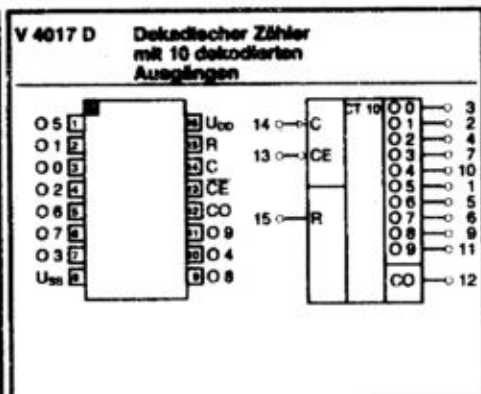 V 4017 D Dekadischer Zähler
mit 10 dekodierten
Ausgängen
O 5 1 16 U_DD
O 1 2 15 R
O 0 3 14 C
O 2 4 13 C̅E̅
O 6 5 12 CO
O 7 6 11 O 9
O 3 7 10 O 4
U_SS 8 9 O 8
CT 10
14 C
13 CE
15 R
O 0 3
O 1 2
O 2 4
O 3 7
O 4 10
O 5 1
O 6 5
O 7 6
O 8 9
O 9 11
CO 12